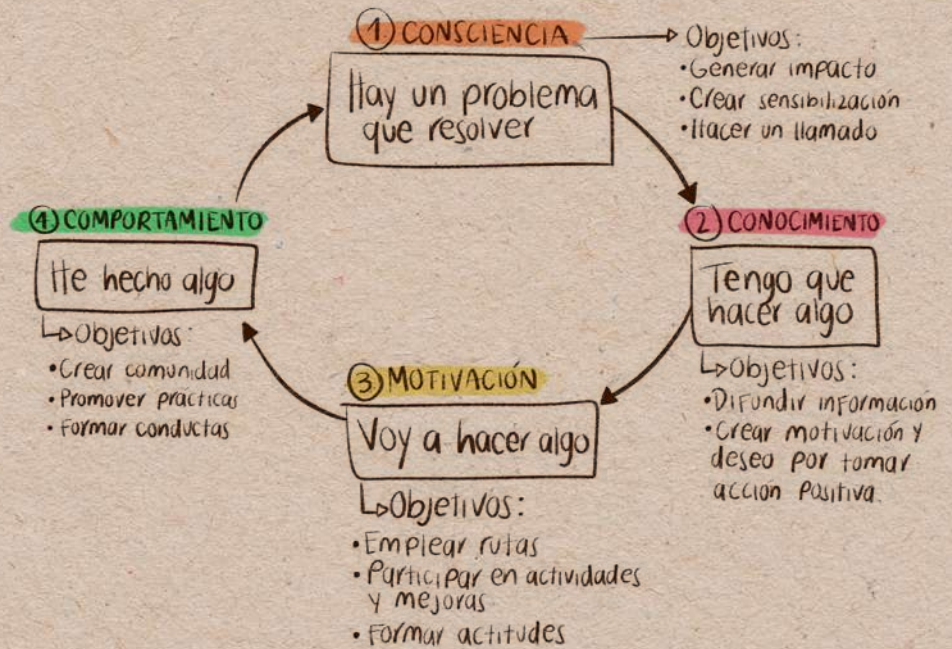 ① CONSCIENCIA
Hay un problema
que resolver
Objetivos:
•Generar impacto
•Crear sensibilización
•Hacer un llamado
② CONOCIMIENTO
Tengo que
hacer algo
Objetivos:
•Difundir información
•Crear motivación y
deseo por tomar
acción positiva.
③ MOTIVACIÓN
Voy a hacer algo
Objetivos:
•Emplear rutas
•Participar en actividades
y mejoras
•Formar actitudes
④ COMPORTAMIENTO
He hecho algo
Objetivos:
•Crear comunidad
•Promover practicas
•Formar conductas